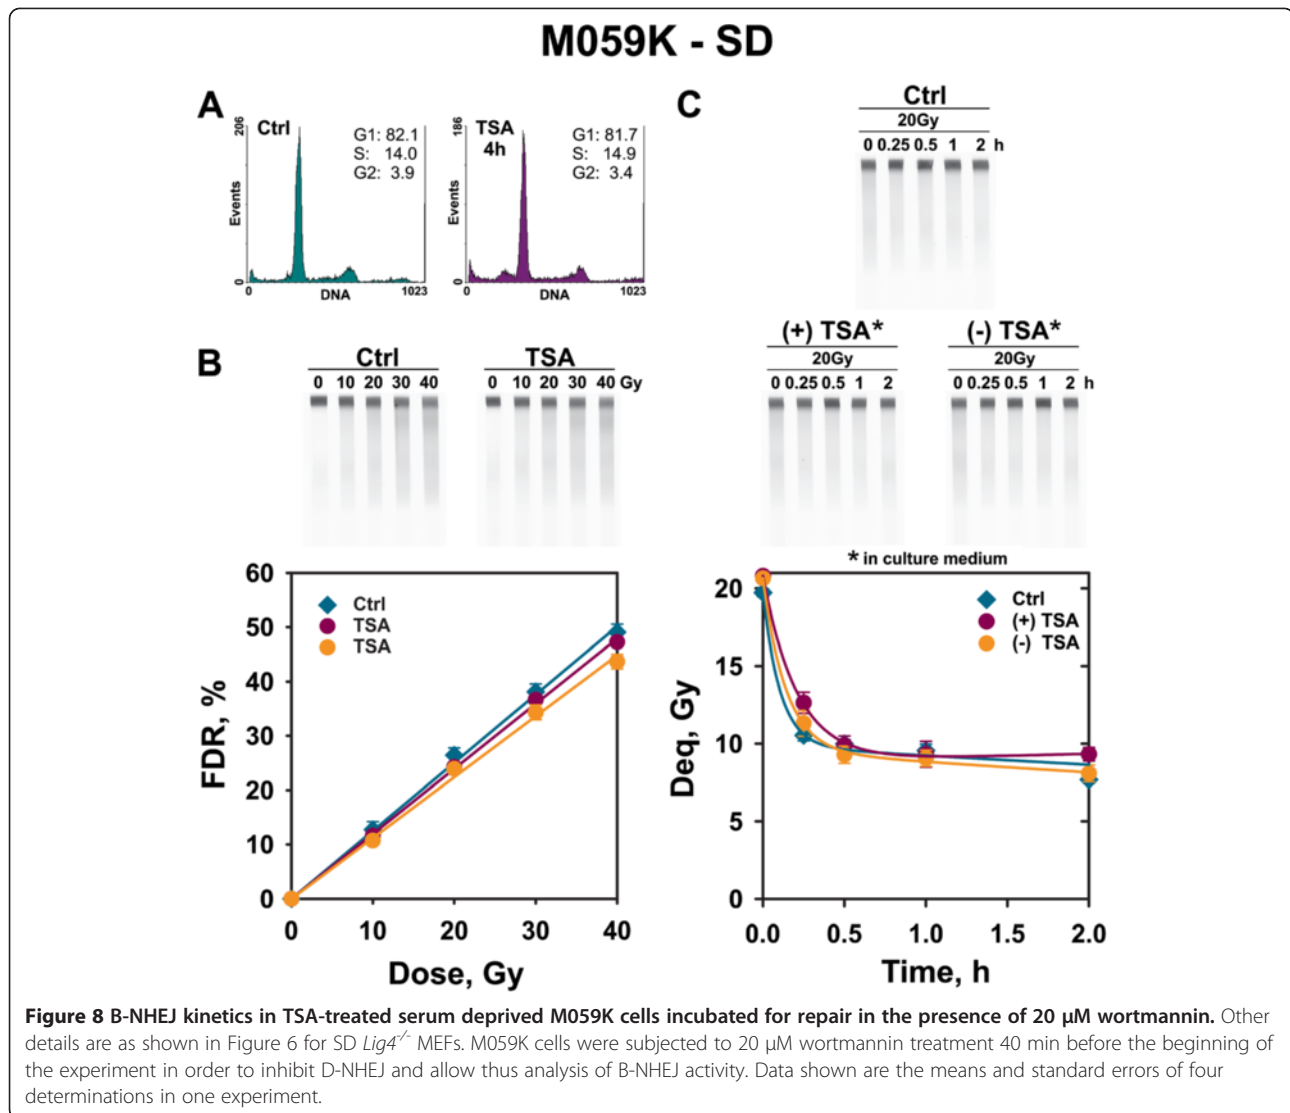 M059K - SD
A
Ctrl
G1: 82.1
S: 14.0
G2: 3.9
206
Events
0
0
DNA
1023
TSA
4h
G1: 81.7
S: 14.9
G2: 3.4
186
Events
0
0
DNA
1023
B
Ctrl
0 10 20 30 40 Gy
TSA
0 10 20 30 40
60
50
40
30
20
10
0
FDR, %
Ctrl
TSA
TSA
0 10 20 30 40
Dose, Gy
C
Ctrl
20Gy
0 0.25 0.5 1 2 h
(+) TSA*
20Gy
0 0.25 0.5 1 2
(-) TSA*
20Gy
0 0.25 0.5 1 2 h
* in culture medium
20
15
10
5
0
Deq, Gy
Ctrl
(+) TSA
(-) TSA
0.0 0.5 1.0 1.5 2.0
Time, h
Figure 8 B-NHEJ kinetics in TSA-treated serum deprived M059K cells incubated for repair in the presence of 20 μM wortmannin. Other
details are as shown in Figure 6 for SD Lig4-/- MEFs. M059K cells were subjected to 20 μM wortmannin treatment 40 min before the beginning of
the experiment in order to inhibit D-NHEJ and allow thus analysis of B-NHEJ activity. Data shown are the means and standard errors of four
determinations in one experiment.